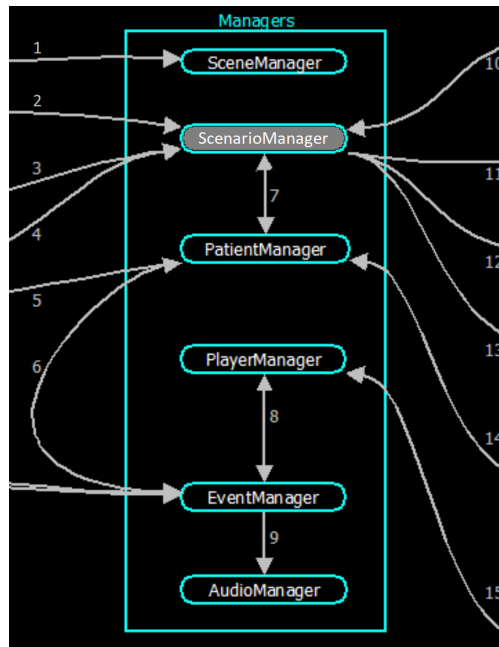 Managers
1
SceneManager
10
2
ScenarioManager
3
11
7
4
PatientManager
12
5
13
6
PlayerManager
8
14
EventManager
9
AudioManager
15